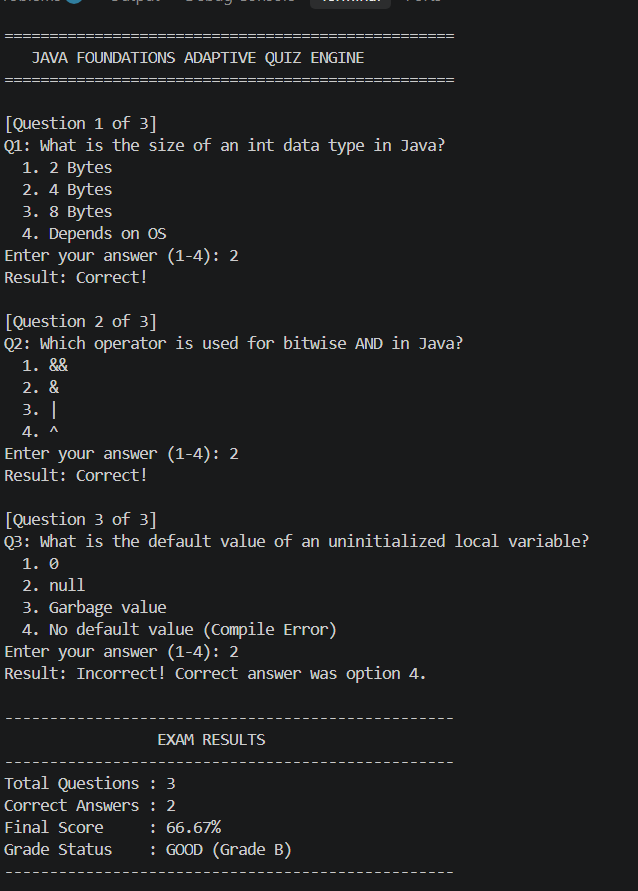 Terminal
==================================================
   JAVA FOUNDATIONS ADAPTIVE QUIZ ENGINE
==================================================

[Question 1 of 3]
Q1: What is the size of an int data type in Java?
  1. 2 Bytes
  2. 4 Bytes
  3. 8 Bytes
  4. Depends on OS
Enter your answer (1-4): 2
Result: Correct!

[Question 2 of 3]
Q2: Which operator is used for bitwise AND in Java?
  1. &&
  2. &
  3. |
  4. ^
Enter your answer (1-4): 2
Result: Correct!

[Question 3 of 3]
Q3: What is the default value of an uninitialized local variable?
  1. 0
  2. null
  3. Garbage value
  4. No default value (Compile Error)
Enter your answer (1-4): 2
Result: Incorrect! Correct answer was option 4.

--------------------------------------------------
                 EXAM RESULTS
--------------------------------------------------
Total Questions : 3
Correct Answers : 2
Final Score     : 66.67%
Grade Status    : GOOD (Grade B)
--------------------------------------------------